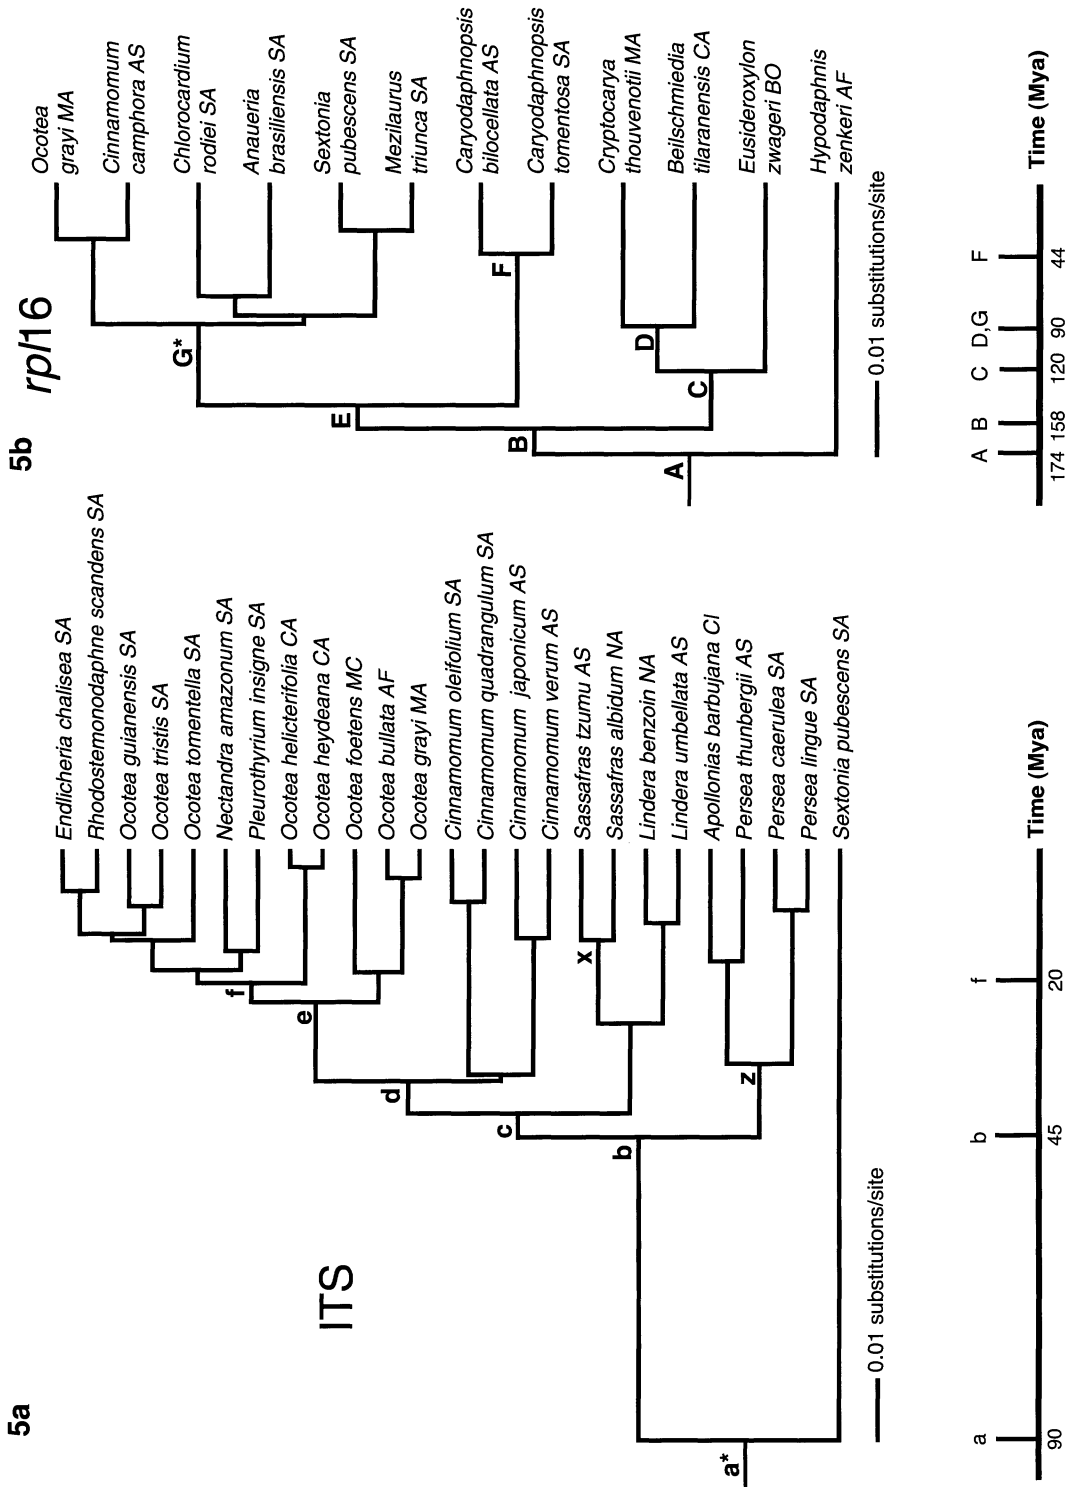 5a
ITS
Endlicheria chalisea SA
Rhodostemonodaphne scandens SA
Ocotea guianensis SA
Ocotea tristis SA
Ocotea tomentella SA
Nectandra amazonum SA
Pleurothyrium insigne SA
Ocotea helicterifolia CA
Ocotea heydeana CA
Ocotea foetens MC
Ocotea bullata AF
Ocotea grayi MA
Cinnamomum oleifolium SA
Cinnamomum quadrangulum SA
Cinnamomum japonicum AS
Cinnamomum verum AS
Sassafras tzumu AS
Sassafras albidum NA
Lindera benzoin NA
Lindera umbellata AS
Apollonias barbujana CI
Persea thunbergii AS
Persea caerulea SA
Persea lingue SA
Sextonia pubescens SA
f
e
d
c
x
z
b
a*
0.01 substitutions/site
a b f
90 45 20
Time (Mya)
5b
rpl16
Ocotea
grayi MA
Cinnamomum
camphora AS
Chlorocardium
rodiei SA
Anaueria
brasiliensis SA
Sextonia
pubescens SA
Mezilaurus
triunca SA
Caryodaphnopsis
bilocellata AS
Caryodaphnopsis
tomentosa SA
Cryptocarya
thouvenotii MA
Beilschmiedia
tilaranensis CA
Eusideroxylon
zwageri BO
Hypodaphnis
zenkeri AF
G*
E
F
B
D
C
A
0.01 substitutions/site
A B C D,G F
174 158 120 90 44
Time (Mya)